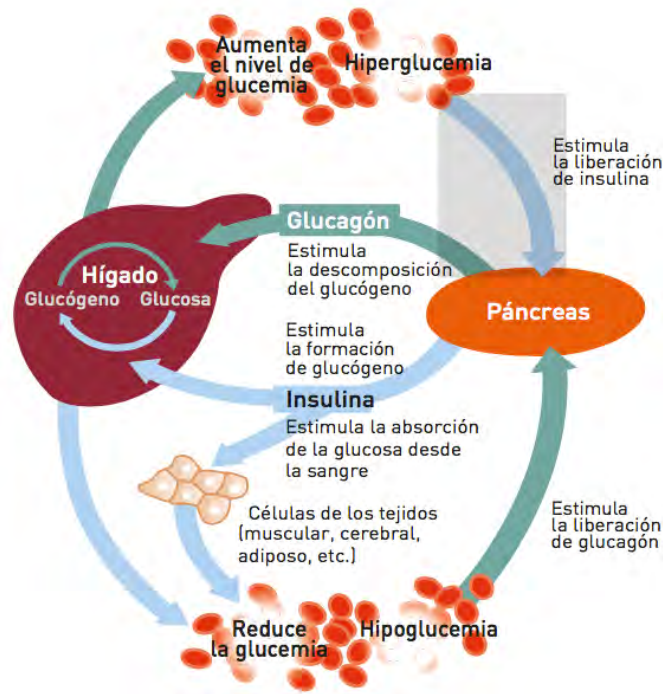 Aumenta
el nivel de
glucemia
Hiperglucemia
Estimula
la liberación
de insulina
Glucagón
Estimula
la descomposición
del glucógeno
Hígado
Glucógeno Glucosa
Páncreas
Estimula
la formación
de glucógeno
Insulina
Estimula la absorción
de la glucosa desde
la sangre
Células de los tejidos
(muscular, cerebral,
adiposo, etc.)
Estimula
la liberación
de glucagón
Reduce
la glucemia
Hipoglucemia